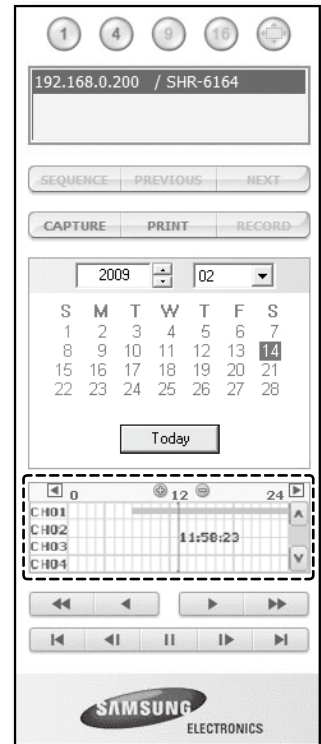 1 4 9 16
192.168.0.200 / SHR-6164
SEQUENCE PREVIOUS NEXT
CAPTURE PRINT RECORD
2009 02
S M T W T F S
1 2 3 4 5 6 7
8 9 10 11 12 13 14
15 16 17 18 19 20 21
22 23 24 25 26 27 28
Today
0 12 24
CH01
CH02
11:58:23
CH03
CH04
SAMSUNG
ELECTRONICS